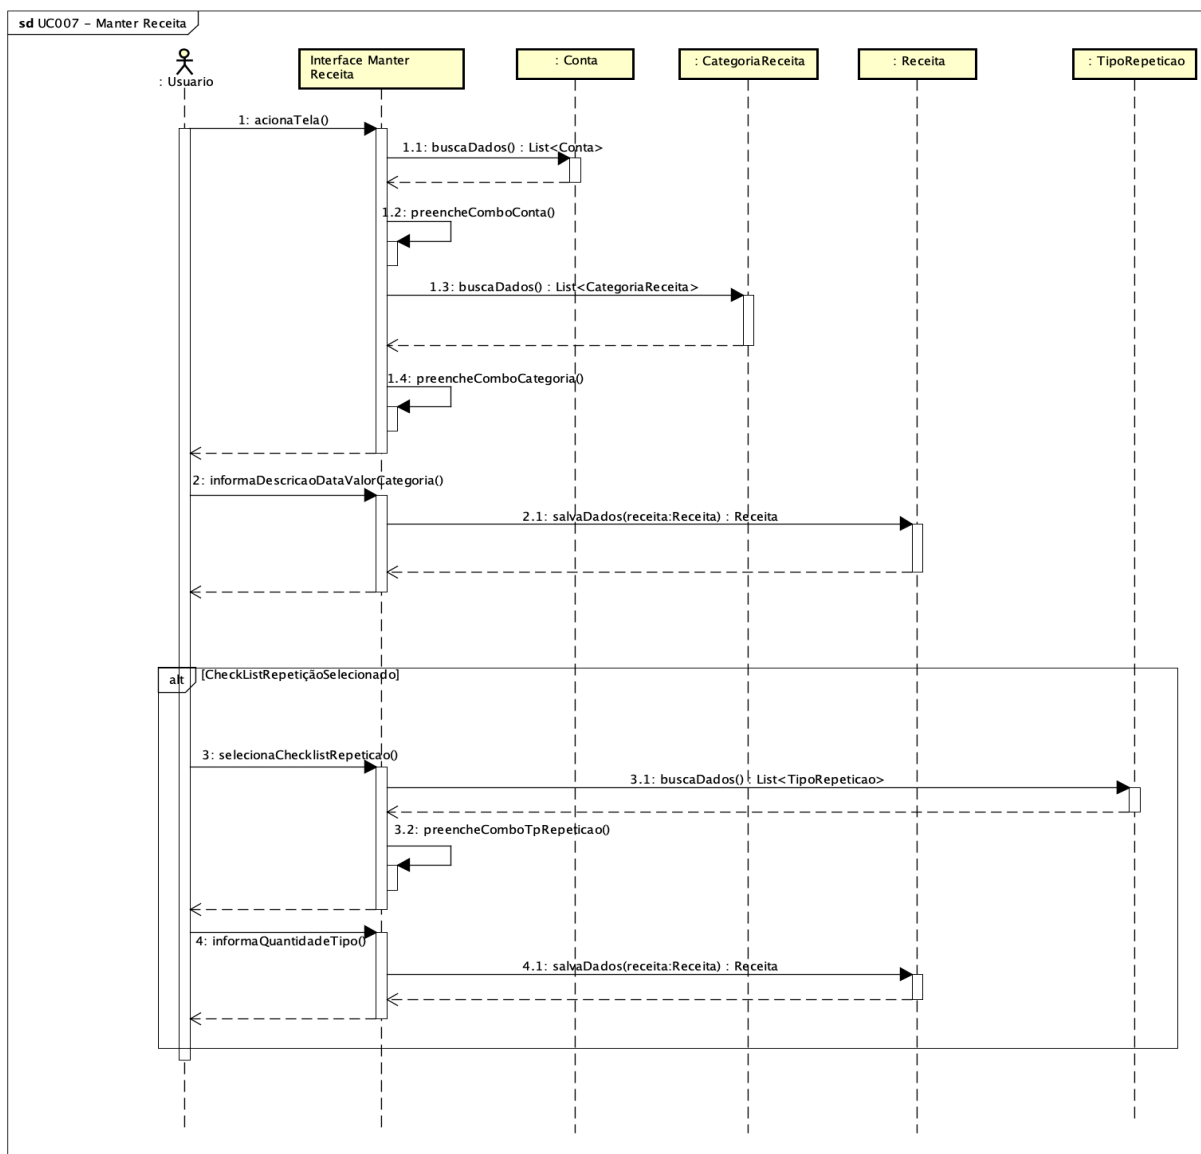 sd UC007 - Manter Receita
: Usuario
Interface Manter
Receita
: Conta
: CategoriaReceita
: Receita
: TipoRepeticao
1: acionaTela()
1.1: buscaDados() : List<Conta>
1.2: preencheComboConta()
1.3: buscaDados() : List<CategoriaReceita>
1.4: preencheComboCategoria()
2: informaDescricaoDataValorCategoria()
2.1: salvaDados(receita:Receita) : Receita
alt
[CheckListRepetiçãoSelecionado]
3: selecionaChecklistRepeticao()
3.1: buscaDados() : List<TipoRepeticao>
3.2: preencheComboTpRepeticao()
4: informaQuantidadeTipo()
4.1: salvaDados(receita:Receita) : Receita